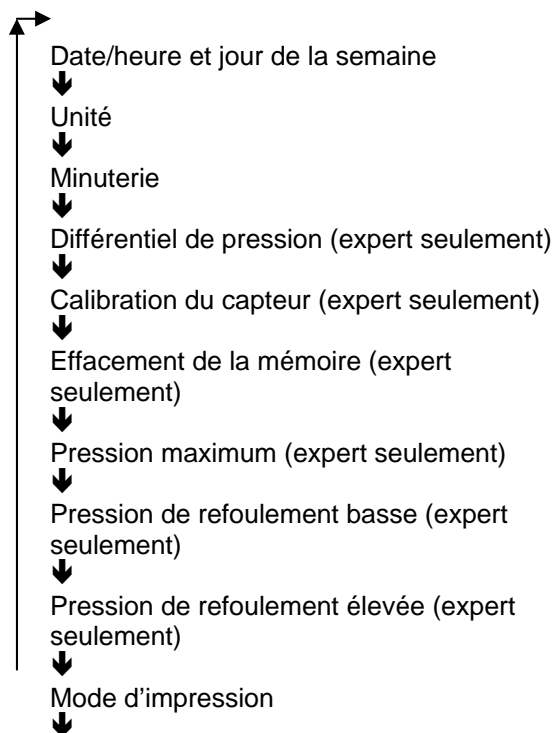 Date/heure et jour de la semaine
Unité
Minuterie
Différentiel de pression (expert seulement)
Calibration du capteur (expert seulement)
Effacement de la mémoire (expert
seulement)
Pression maximum (expert seulement)
Pression de refoulement basse (expert
seulement)
Pression de refoulement élevée (expert
seulement)
Mode d’impression